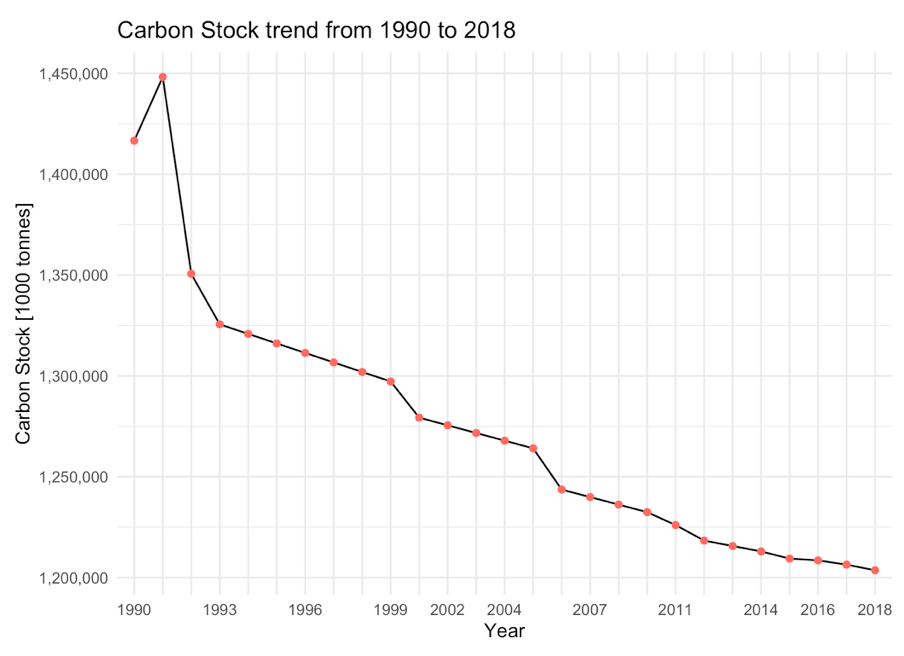 Carbon Stock trend from 1990 to 2018
Carbon Stock [1000 tonnes]
1,450,000
1,400,000
1,350,000
1,300,000
1,250,000
1,200,000
1990 1993 1996 1999 2002 2004 2007 2011 2014 2016 2018
Year